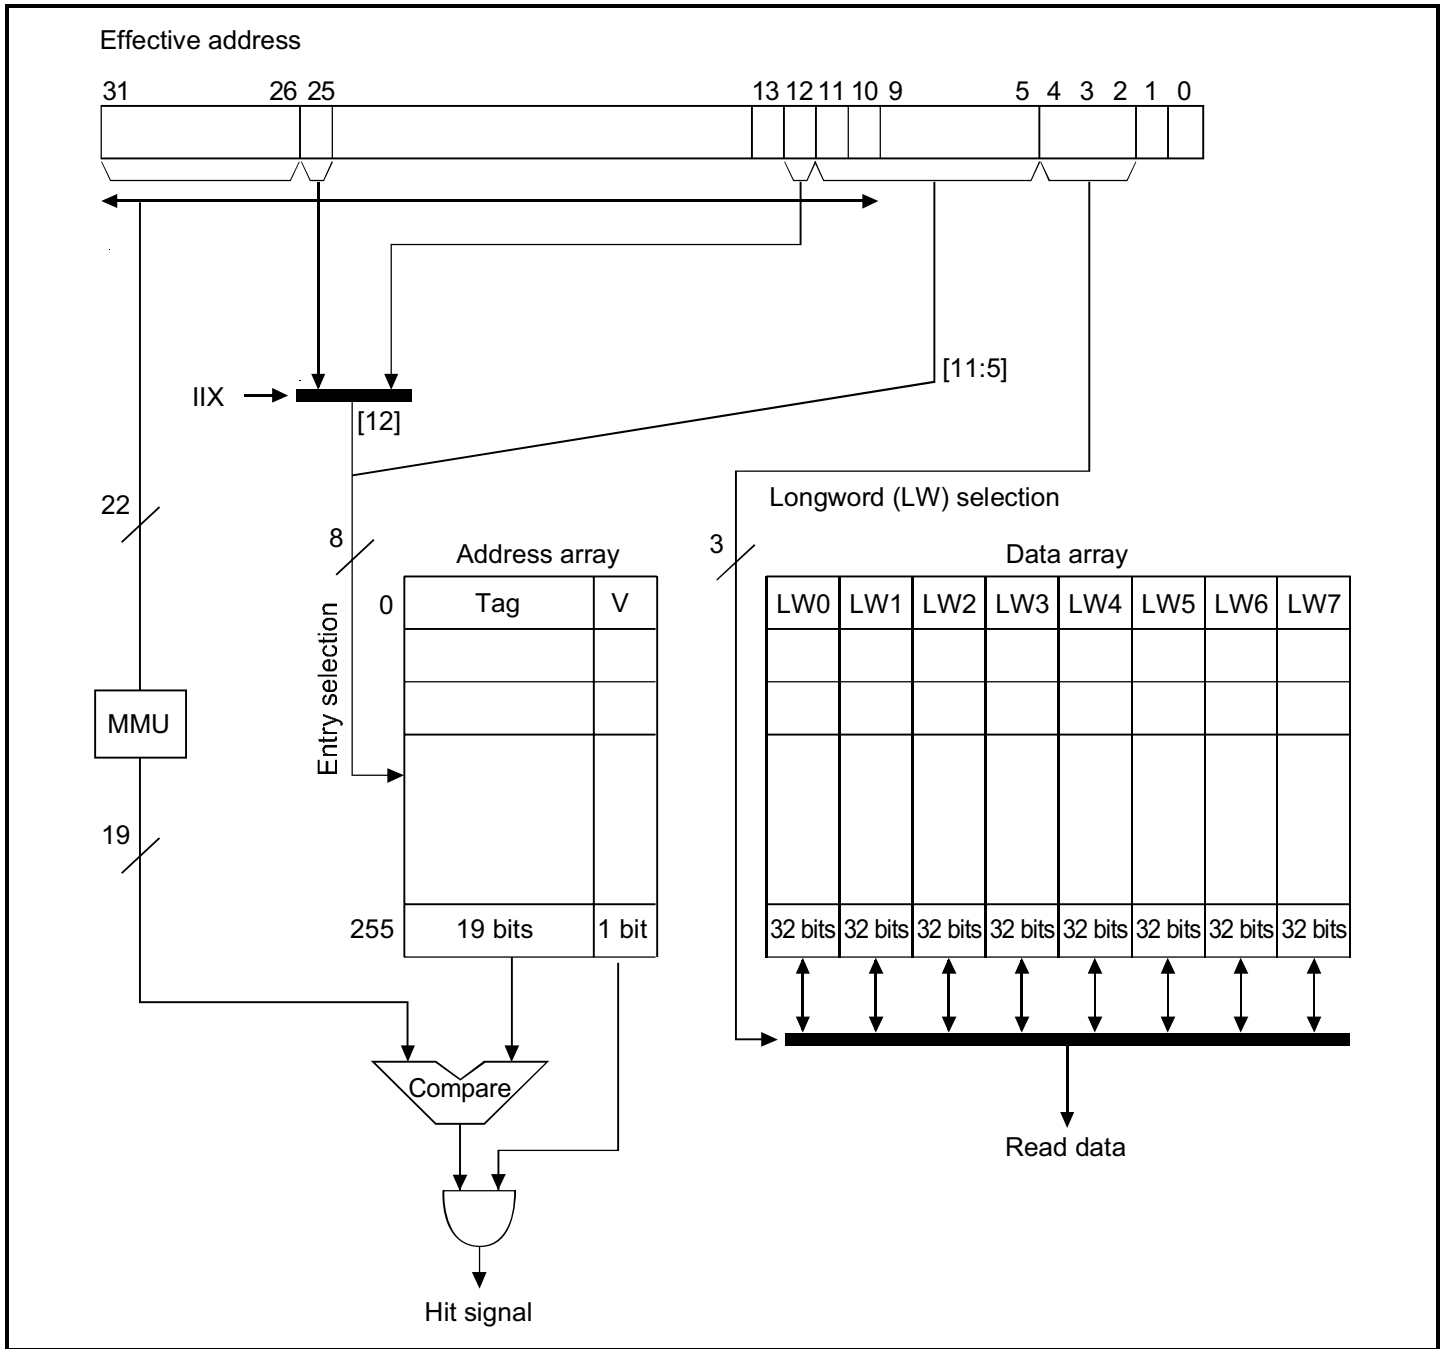 Effective address
31 26 25 13 12 11 10 9 5 4 3 2 1 0
[11:5]
IIX
[12]
22
Longword (LW) selection
8
3
Address array
Data array
Entry selection
0
Tag
V
LW0 LW1 LW2 LW3 LW4 LW5 LW6 LW7
MMU
19
255
19 bits
1 bit
32 bits 32 bits 32 bits 32 bits 32 bits 32 bits 32 bits 32 bits
Compare
Read data
Hit signal